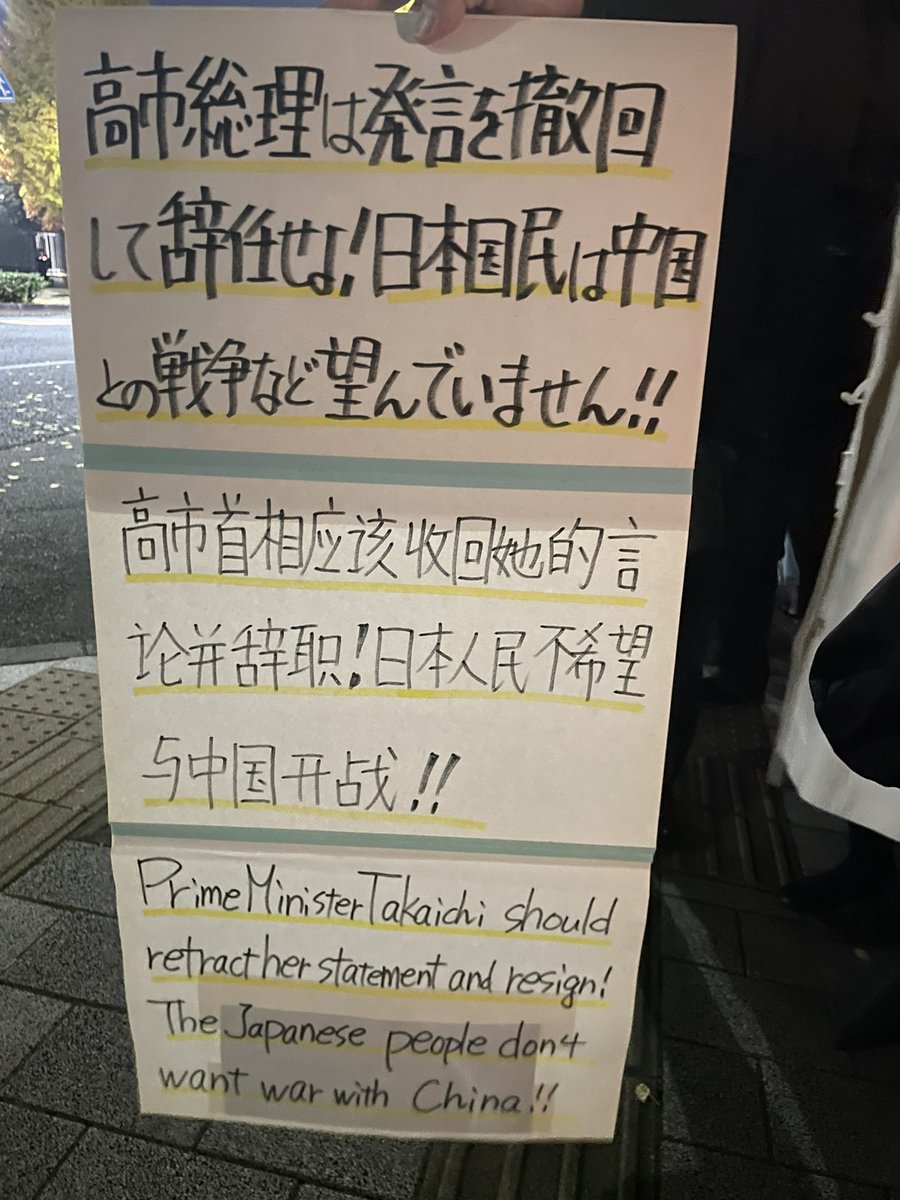 高市総理は発言を撤回
して辞任せよ!日本国民は中国
との戦争など望んでいません!!
高市首相应该收回她的言
论并辞职!日本人民不希望
与中国开战!!
Prime Minister Takaichi should
retract her statement and resign!
The Japanese people don't
want war with China!!